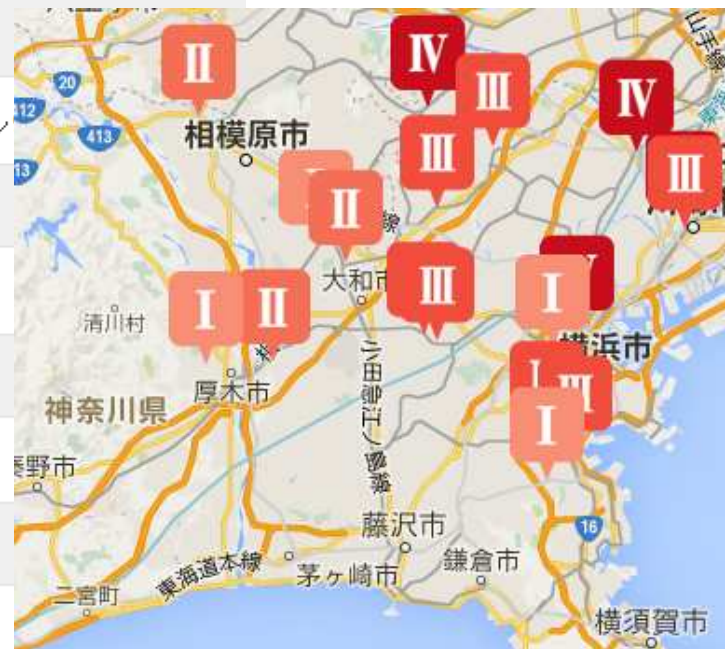 II
IV
III
IV
20
412
413
相模原市
III
III
13
II
線
大和市
I
II
III
I
清川村
横浜市
厚木市
小田急江ノ島線
III
神奈川県
I
秦野市
藤沢市
16
東海道本線
茅ヶ崎市
鎌倉市
二宮町
横須賀市